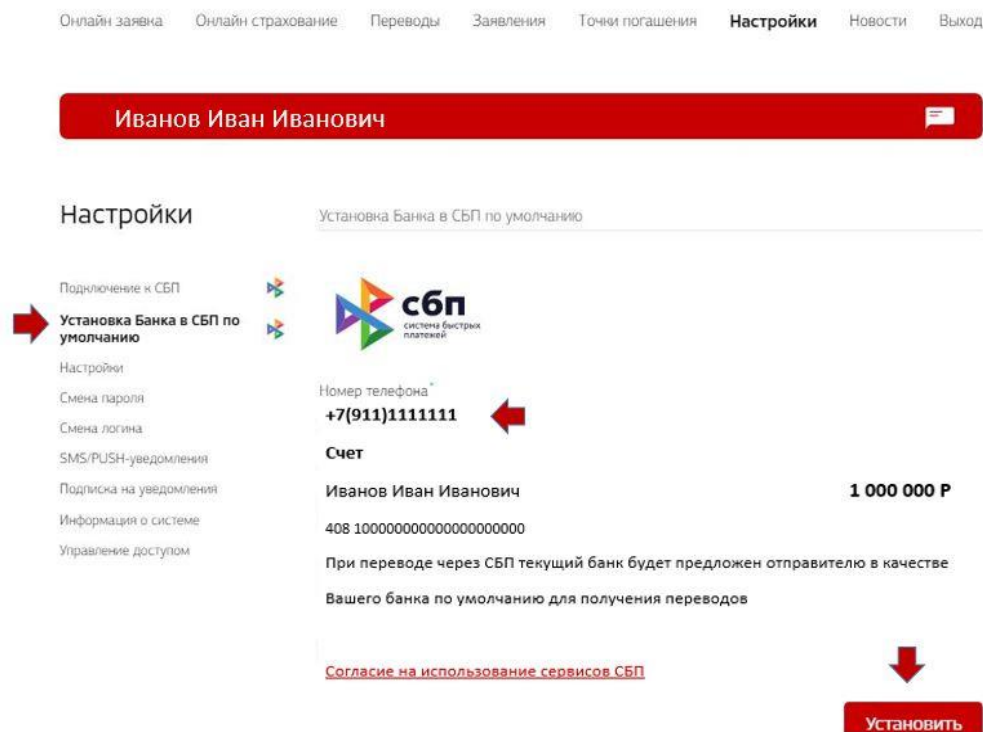 Онлайн заявка Онлайн страхование Переводы Заявления Точки погашения Настройки Новости Выход
Иванов Иван Иванович
Настройки
Установка Банка в СБП по умолчанию
Подключение к СБП
Установка Банка в СБП по
умолчанию
Настройки
Смена пароля
Смена логина
SMS/PUSH-уведомления
Подписка на уведомления
Информация о системе
Управление доступом
сбп
система быстрых
платежей
Номер телефона*
+7(911)1111111
Счет
Иванов Иван Иванович 1 000 000 Р
408 100000000000000000000
При переводе через СБП текущий банк будет предложен отправителю в качестве
Вашего банка по умолчанию для получения переводов
Согласие на использование сервисов СБП
Установить